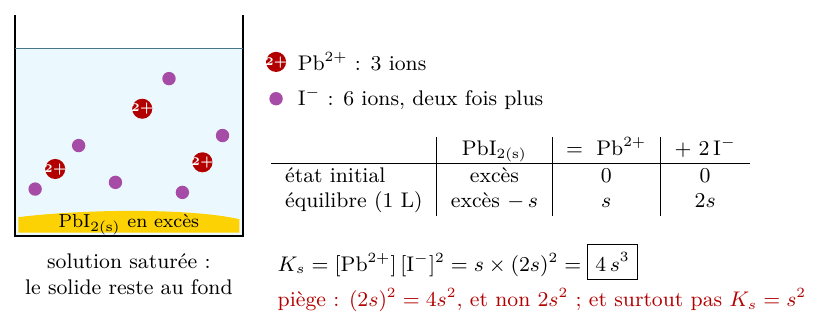 2+ Pb²⁺ : 3 ions
I⁻ : 6 ions, deux fois plus
2+
2+
2+
PbI₂₍ₛ₎ = Pb²⁺ + 2 I⁻
état initial excès 0 0
équilibre (1 L) excès − s s 2s
PbI₂₍ₛ₎ en excès
solution saturée :
le solide reste au fond
Kₛ = [Pb²⁺] [I⁻]² = s × (2s)² = 4 s³
piège : (2s)² = 4s², et non 2s² ; et surtout pas Kₛ = s²